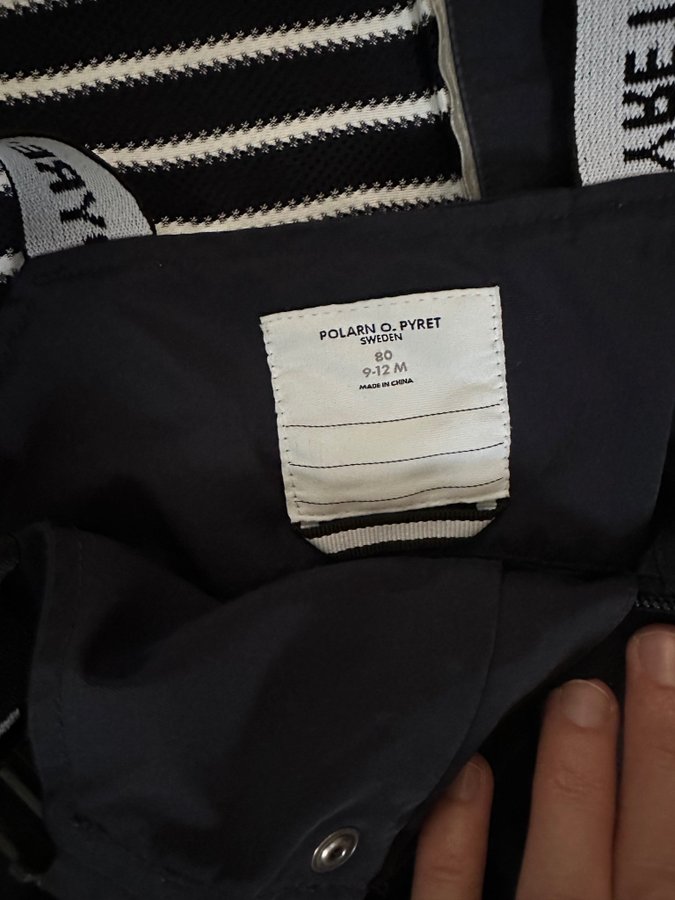 POLARN O. PYRET
SWEDEN
80
9-12 M
MADE IN CHINA